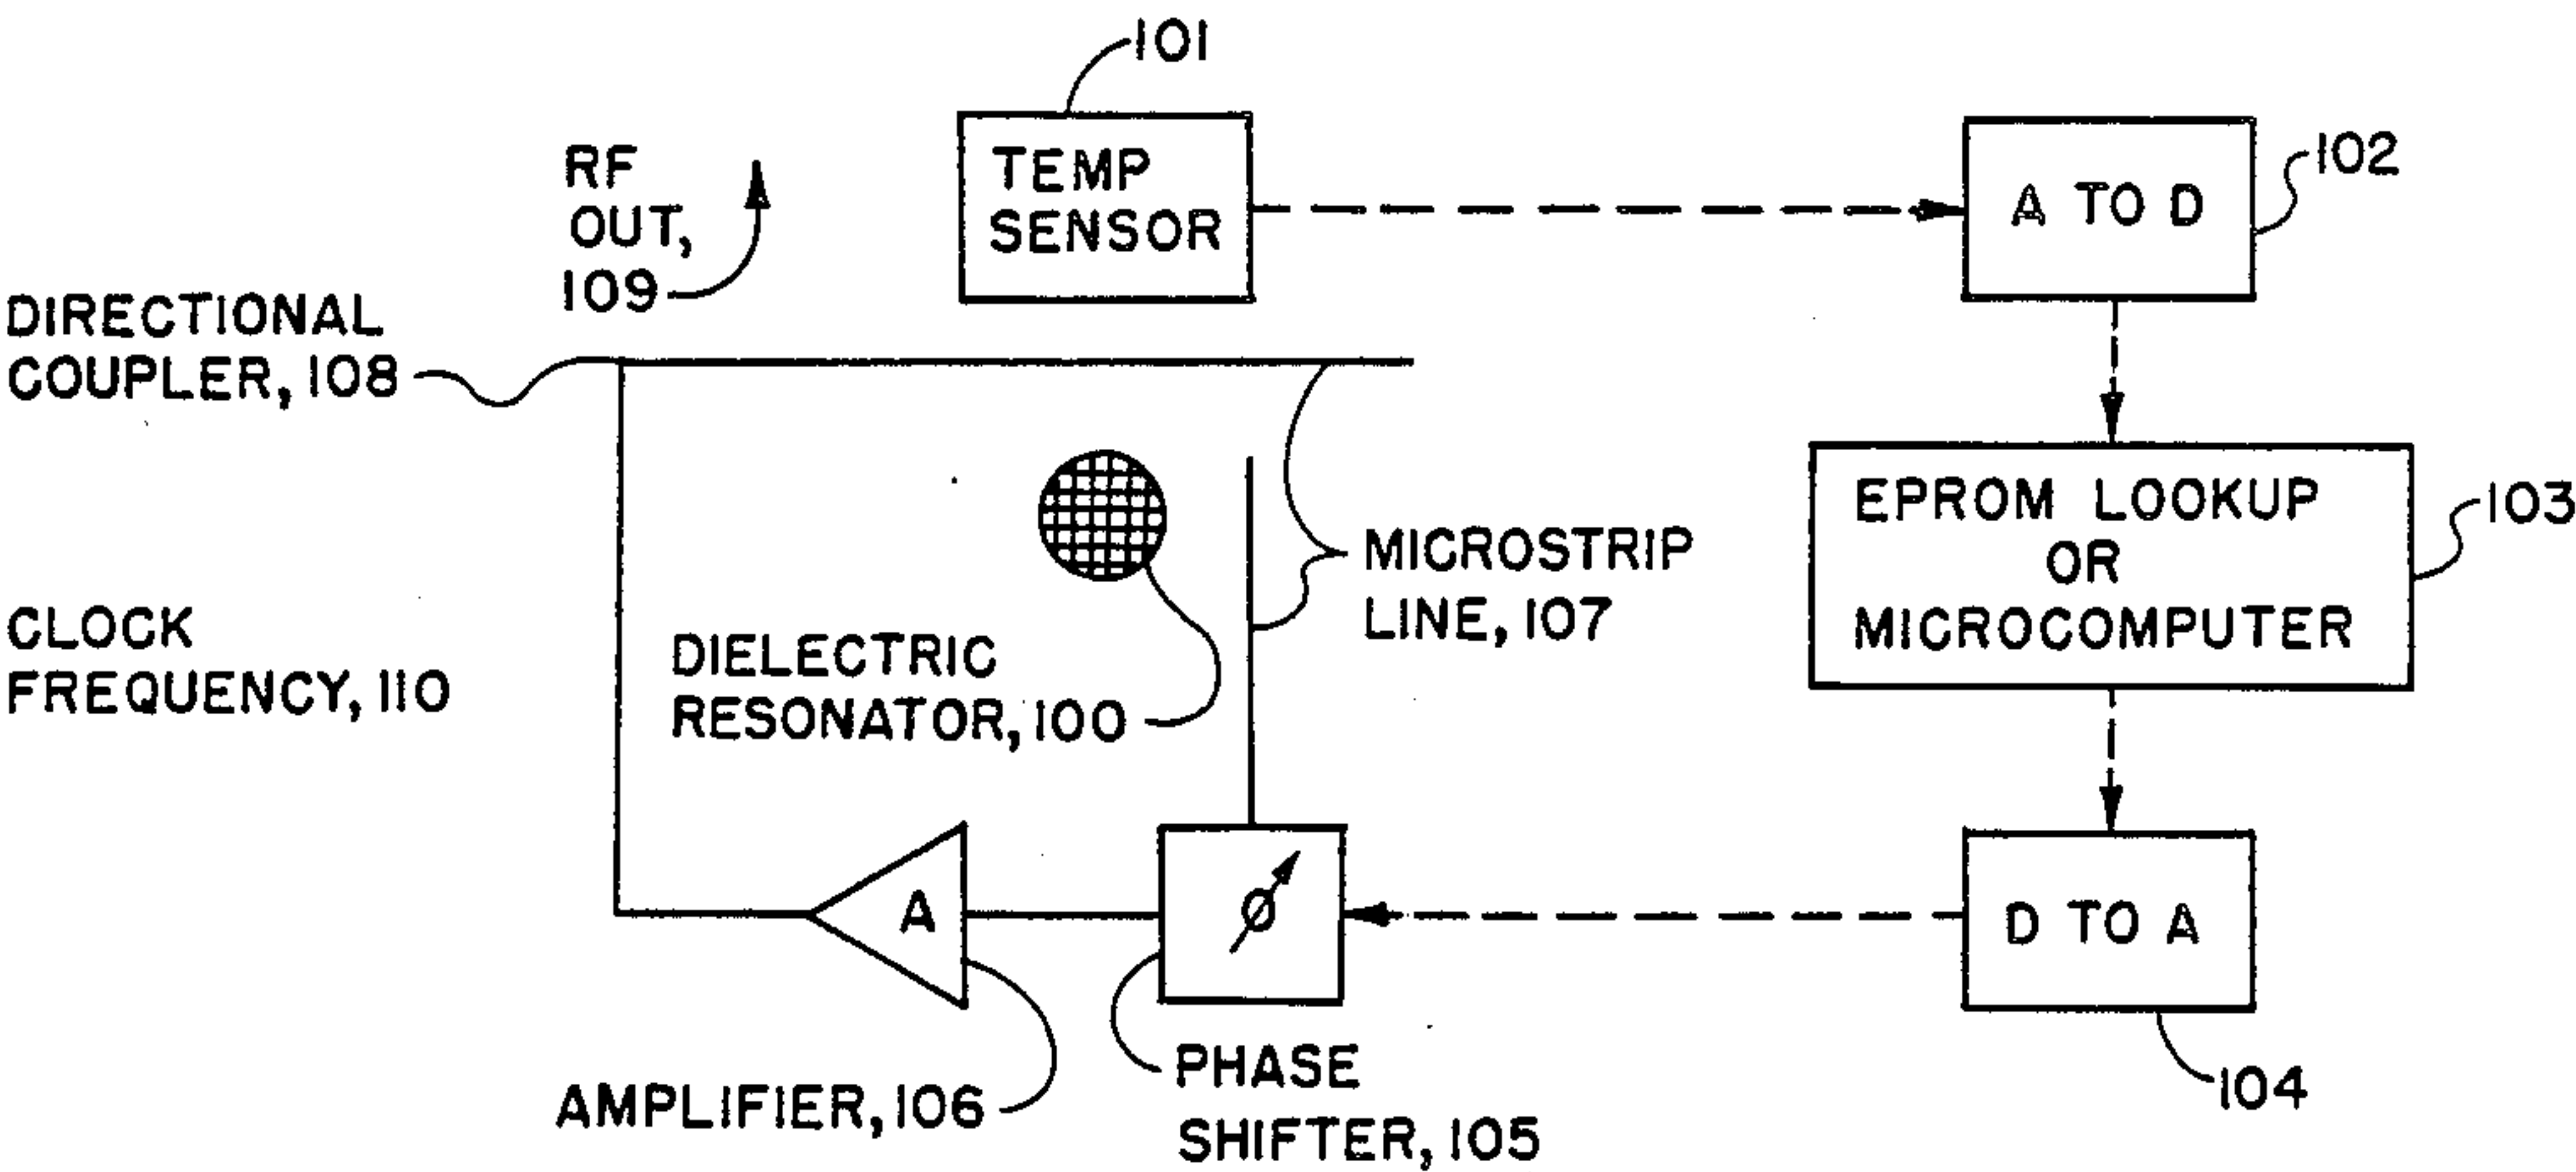 101
TEMP
SENSOR
A TO D
102
RF
OUT,
109
DIRECTIONAL
COUPLER, 108
EPROM LOOKUP
OR
MICROCOMPUTER
103
MICROSTRIP
LINE, 107
CLOCK
FREQUENCY, 110
DIELECTRIC
RESONATOR, 100
A
Ø
D TO A
104
AMPLIFIER, 106
PHASE
SHIFTER, 105